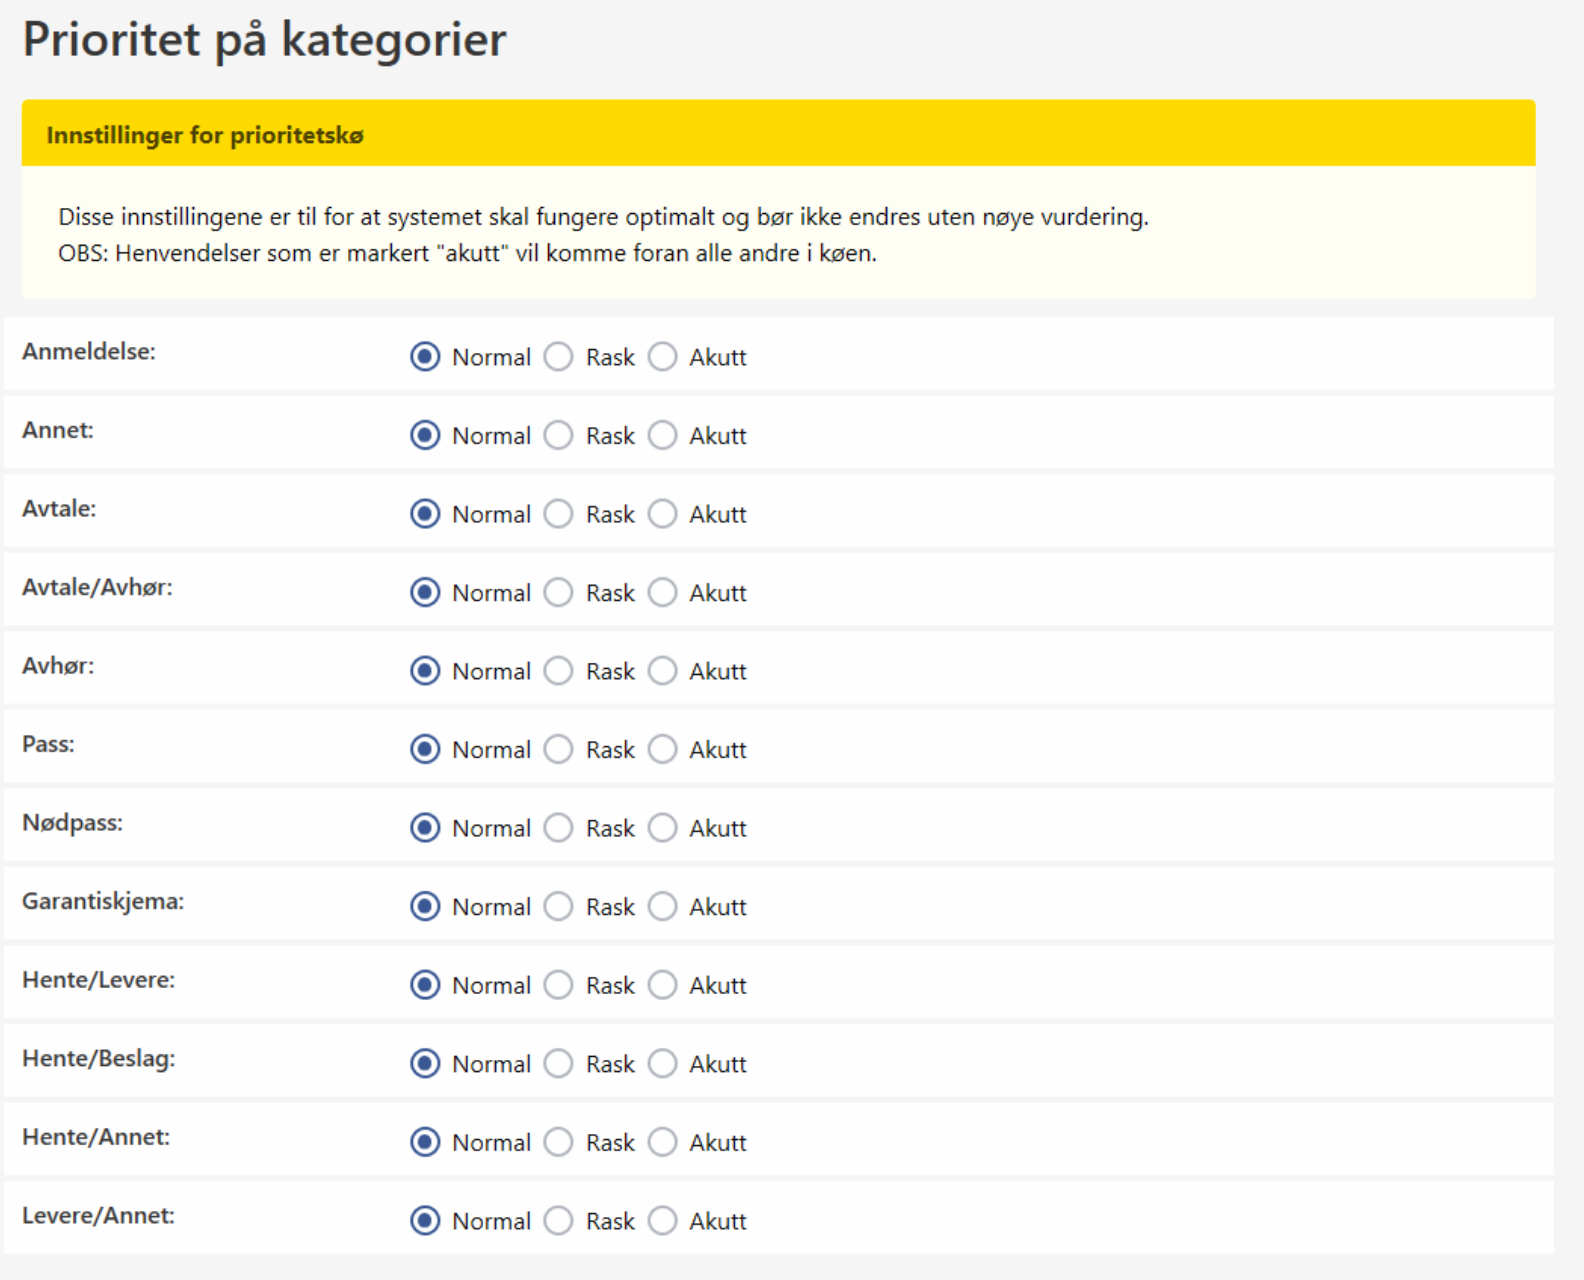 Prioritet på kategorier
Innstillinger for prioritetskø
Disse innstillingene er til for at systemet skal fungere optimalt og bør ikke endres uten nøye vurdering.
OBS: Henvendelser som er markert "akutt" vil komme foran alle andre i køen.
Anmeldelse: Normal Rask Akutt
Annet: Normal Rask Akutt
Avtale: Normal Rask Akutt
Avtale/Avhør: Normal Rask Akutt
Avhør: Normal Rask Akutt
Pass: Normal Rask Akutt
Nødpass: Normal Rask Akutt
Garantiskjema: Normal Rask Akutt
Hente/Levere: Normal Rask Akutt
Hente/Beslag: Normal Rask Akutt
Hente/Annet: Normal Rask Akutt
Levere/Annet: Normal Rask Akutt